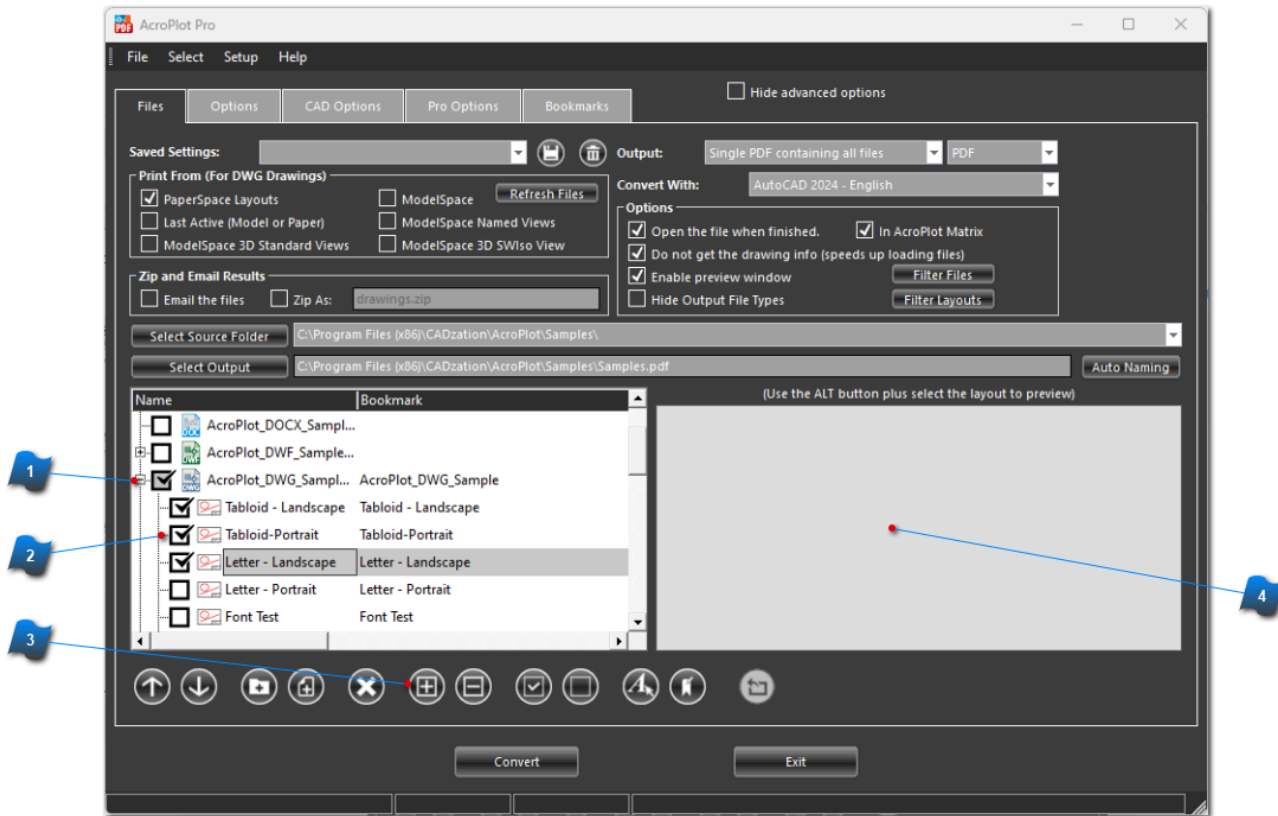 AcroPlot Pro
File Select Setup Help
Files Options CAD Options Pro Options Bookmarks
Hide advanced options
Saved Settings:
Output: Single PDF containing all files PDF
Print From (For DWG Drawings)
PaperSpace Layouts ModelSpace Refresh Files
Last Active (Model or Paper) ModelSpace Named Views
ModelSpace 3D Standard Views ModelSpace 3D SWIso View
Convert With: AutoCAD 2024 - English
Options
Open the file when finished. In AcroPlot Matrix
Do not get the drawing info (speeds up loading files)
Enable preview window Filter Files
Hide Output File Types Filter Layouts
Zip and Email Results
Email the files Zip As: drawings.zip
Select Source Folder C:\Program Files (x86)\CADzation\AcroPlot\Samples\
Select Output C:\Program Files (x86)\CADzation\AcroPlot\Samples\Samples.pdf Auto Naming
Name Bookmark
(Use the ALT button plus select the layout to preview)
DOC AcroPlot_DOCX_Sampl...
DWF AcroPlot_DWF_Sample...
1 DWG AcroPlot_DWG_Sampl... AcroPlot_DWG_Sample
Tabloid - Landscape Tabloid - Landscape
2 Tabloid-Portrait Tabloid-Portrait
Letter - Landscape Letter - Landscape
Letter - Portrait Letter - Portrait
4
Font Test Font Test
3
Convert Exit